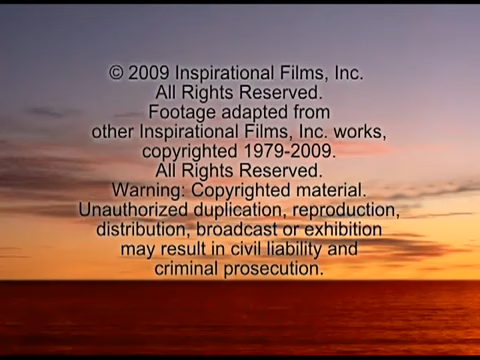 © 2009 Inspirational Films, Inc.
All Rights Reserved.
Footage adapted from
other Inspirational Films, Inc. works,
copyrighted 1979-2009.
All Rights Reserved.
Warning: Copyrighted material.
Unauthorized duplication, reproduction,
distribution, broadcast or exhibition
may result in civil liability and
criminal prosecution.